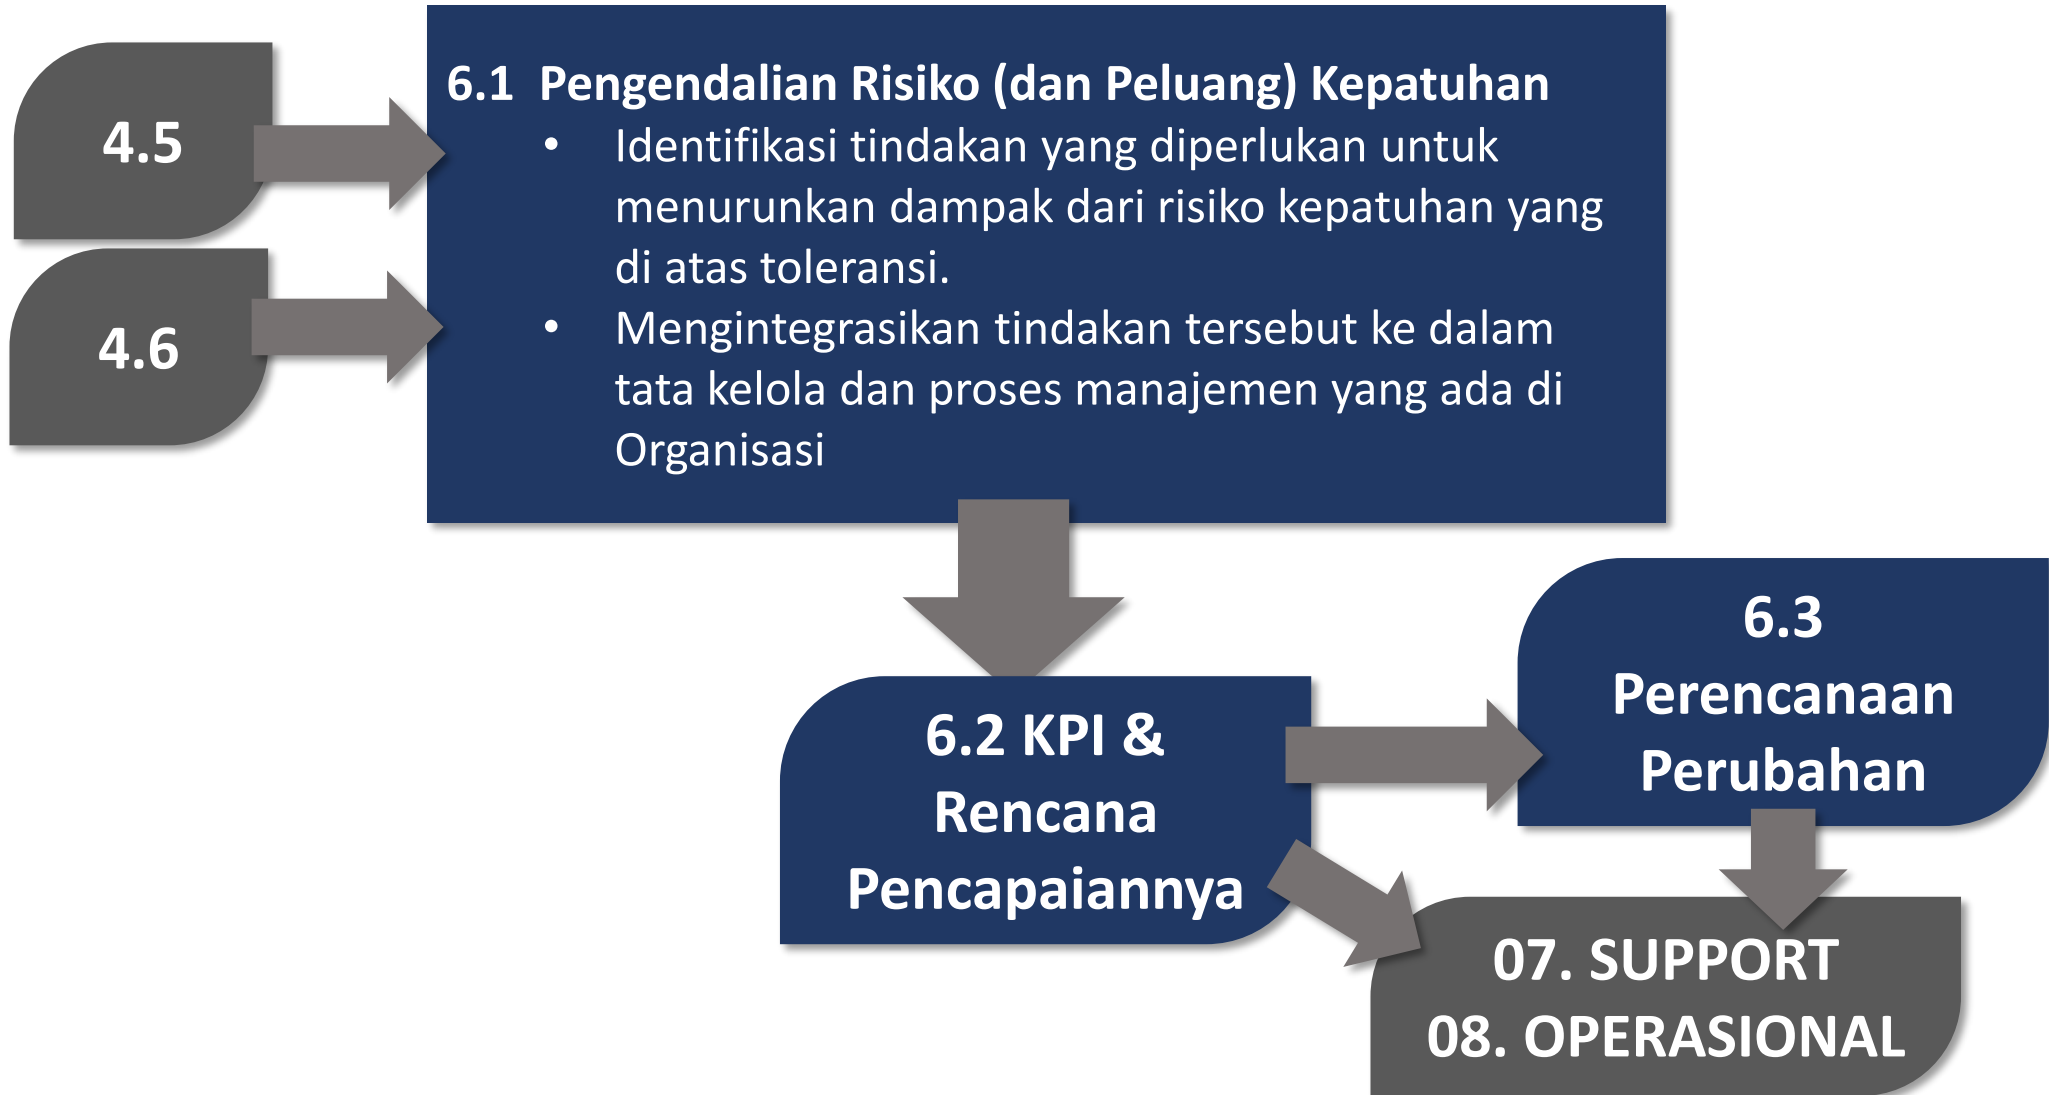 4.5
4.6
6.1 Pengendalian Risiko (dan Peluang) Kepatuhan
• Identifikasi tindakan yang diperlukan untuk
menurunkan dampak dari risiko kepatuhan yang
di atas toleransi.
• Mengintegrasikan tindakan tersebut ke dalam
tata kelola dan proses manajemen yang ada di
Organisasi
6.2 KPI &
Rencana
Pencapaiannya
6.3
Perencanaan
Perubahan
07. SUPPORT
08. OPERASIONAL